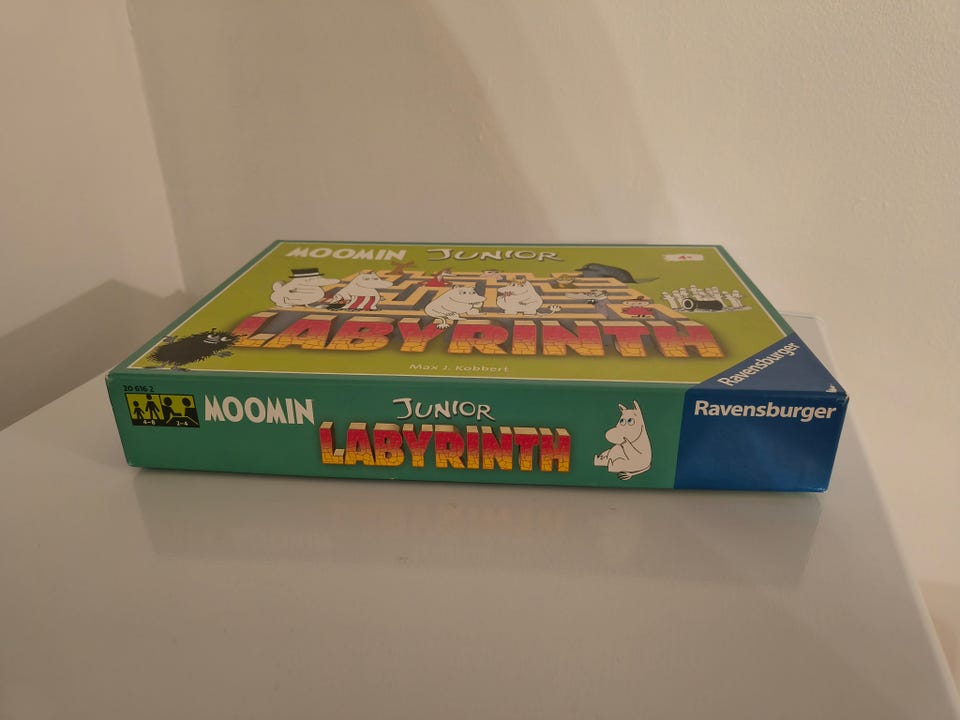 MOOMIN JUNIOR
4+
LABYRINTH
Max J. Kobbert
Ravensburger
20 616 2
4–8 2–4
MOOMIN JUNIOR
LABYRINTH
Ravensburger